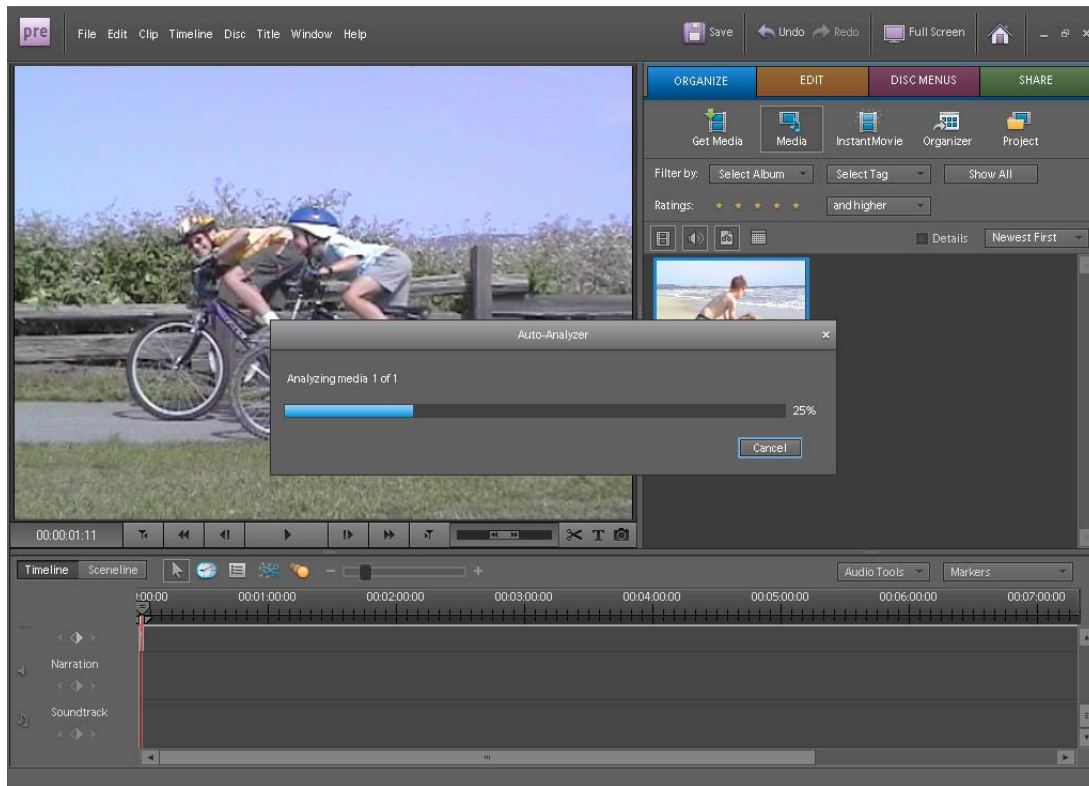 pre File Edit Clip Timeline Disc Title Window Help Save Undo Redo Full Screen
ORGANIZE EDIT DISC MENUS SHARE
Get Media Media InstantMovie Organizer Project
Filter by: Select Album Select Tag Show All
Ratings: and higher
Details Newest First
Auto-Analyzer
Analyzing media 1 of 1
25%
Cancel
00:00:01:11 T
Timeline Sceneline Audio Tools Markers
:00:00 00:01:00:00 00:02:00:00 00:03:00:00 00:04:00:00 00:05:00:00 00:06:00:00 00:07:00:00
Narration
Soundtrack